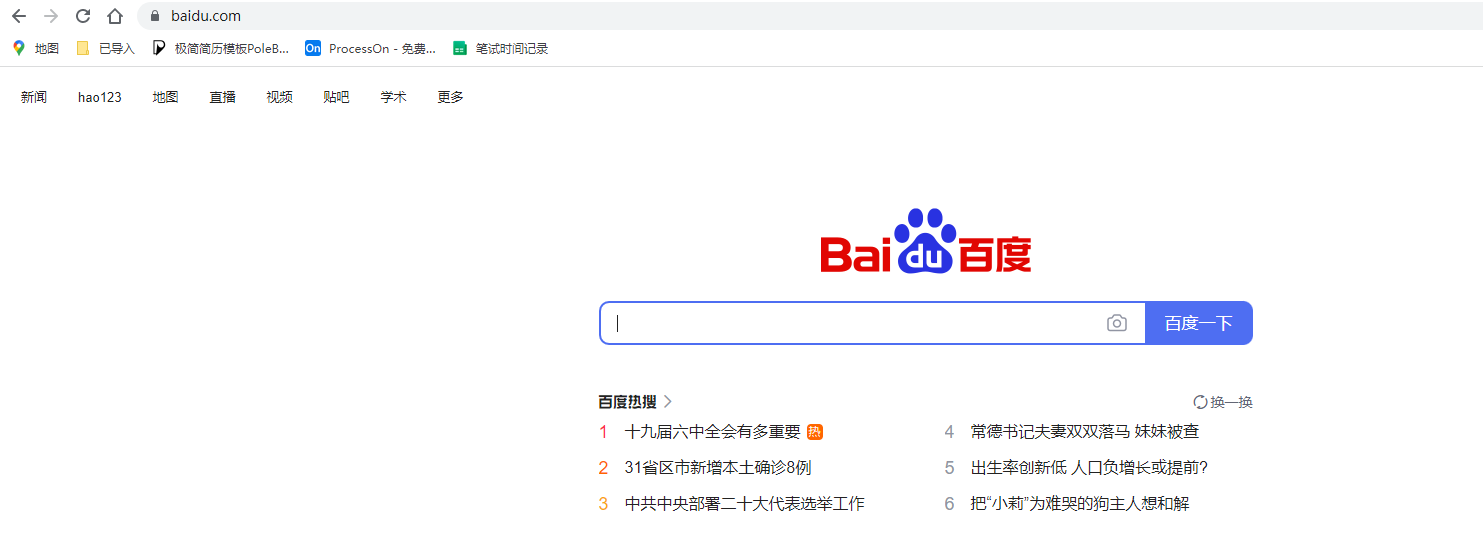 baidu.com
地图 已导入 极简简历模板PoleB... On ProcessOn - 免费... 笔试时间记录
新闻 hao123 地图 直播 视频 贴吧 学术 更多
Bai du 百度
百度一下
百度热搜 换一换
1 十九届六中全会有多重要 热 4 常德书记夫妻双双落马 妹妹被查
2 31省区市新增本土确诊8例 5 出生率创新低 人口负增长或提前?
3 中共中央部署二十大代表选举工作 6 把“小莉”为难哭的狗主人想和解